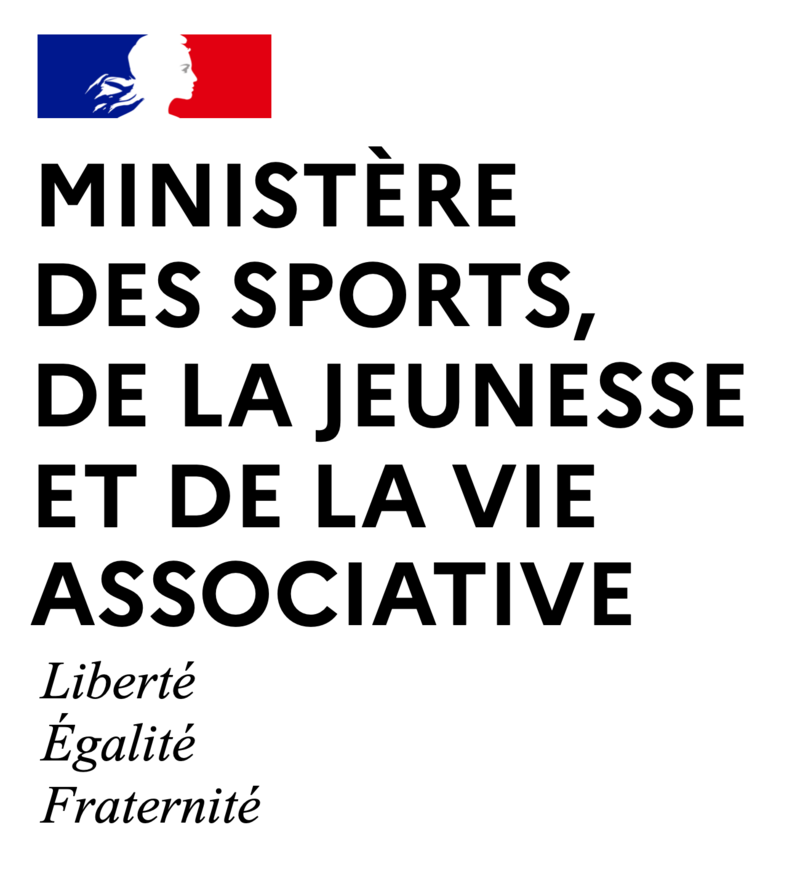 MINISTÈRE
DES SPORTS,
DE LA JEUNESSE
ET DE LA VIE
ASSOCIATIVE
Liberté
Égalité
Fraternité